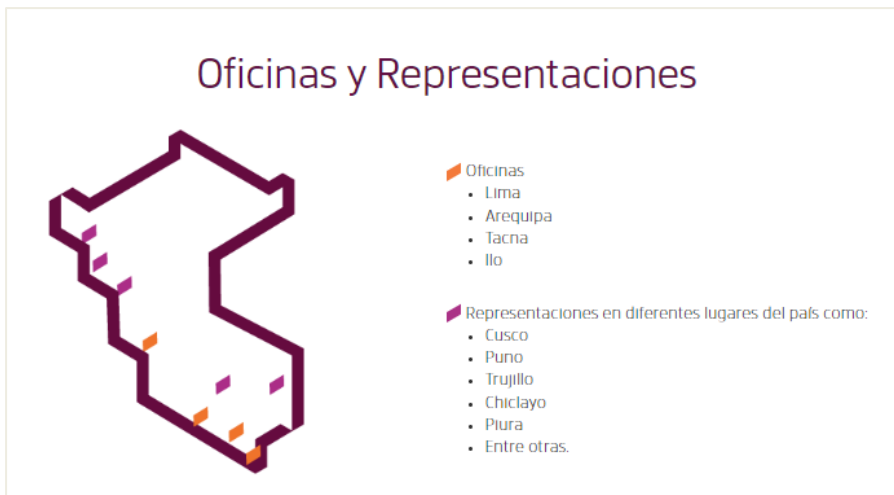 Oficinas y Representaciones
Oficinas
• Lima
• Arequipa
• Tacna
• Ilo
Representaciones en diferentes lugares del país como:
• Cusco
• Puno
• Trujillo
• Chiclayo
• Piura
• Entre otras.